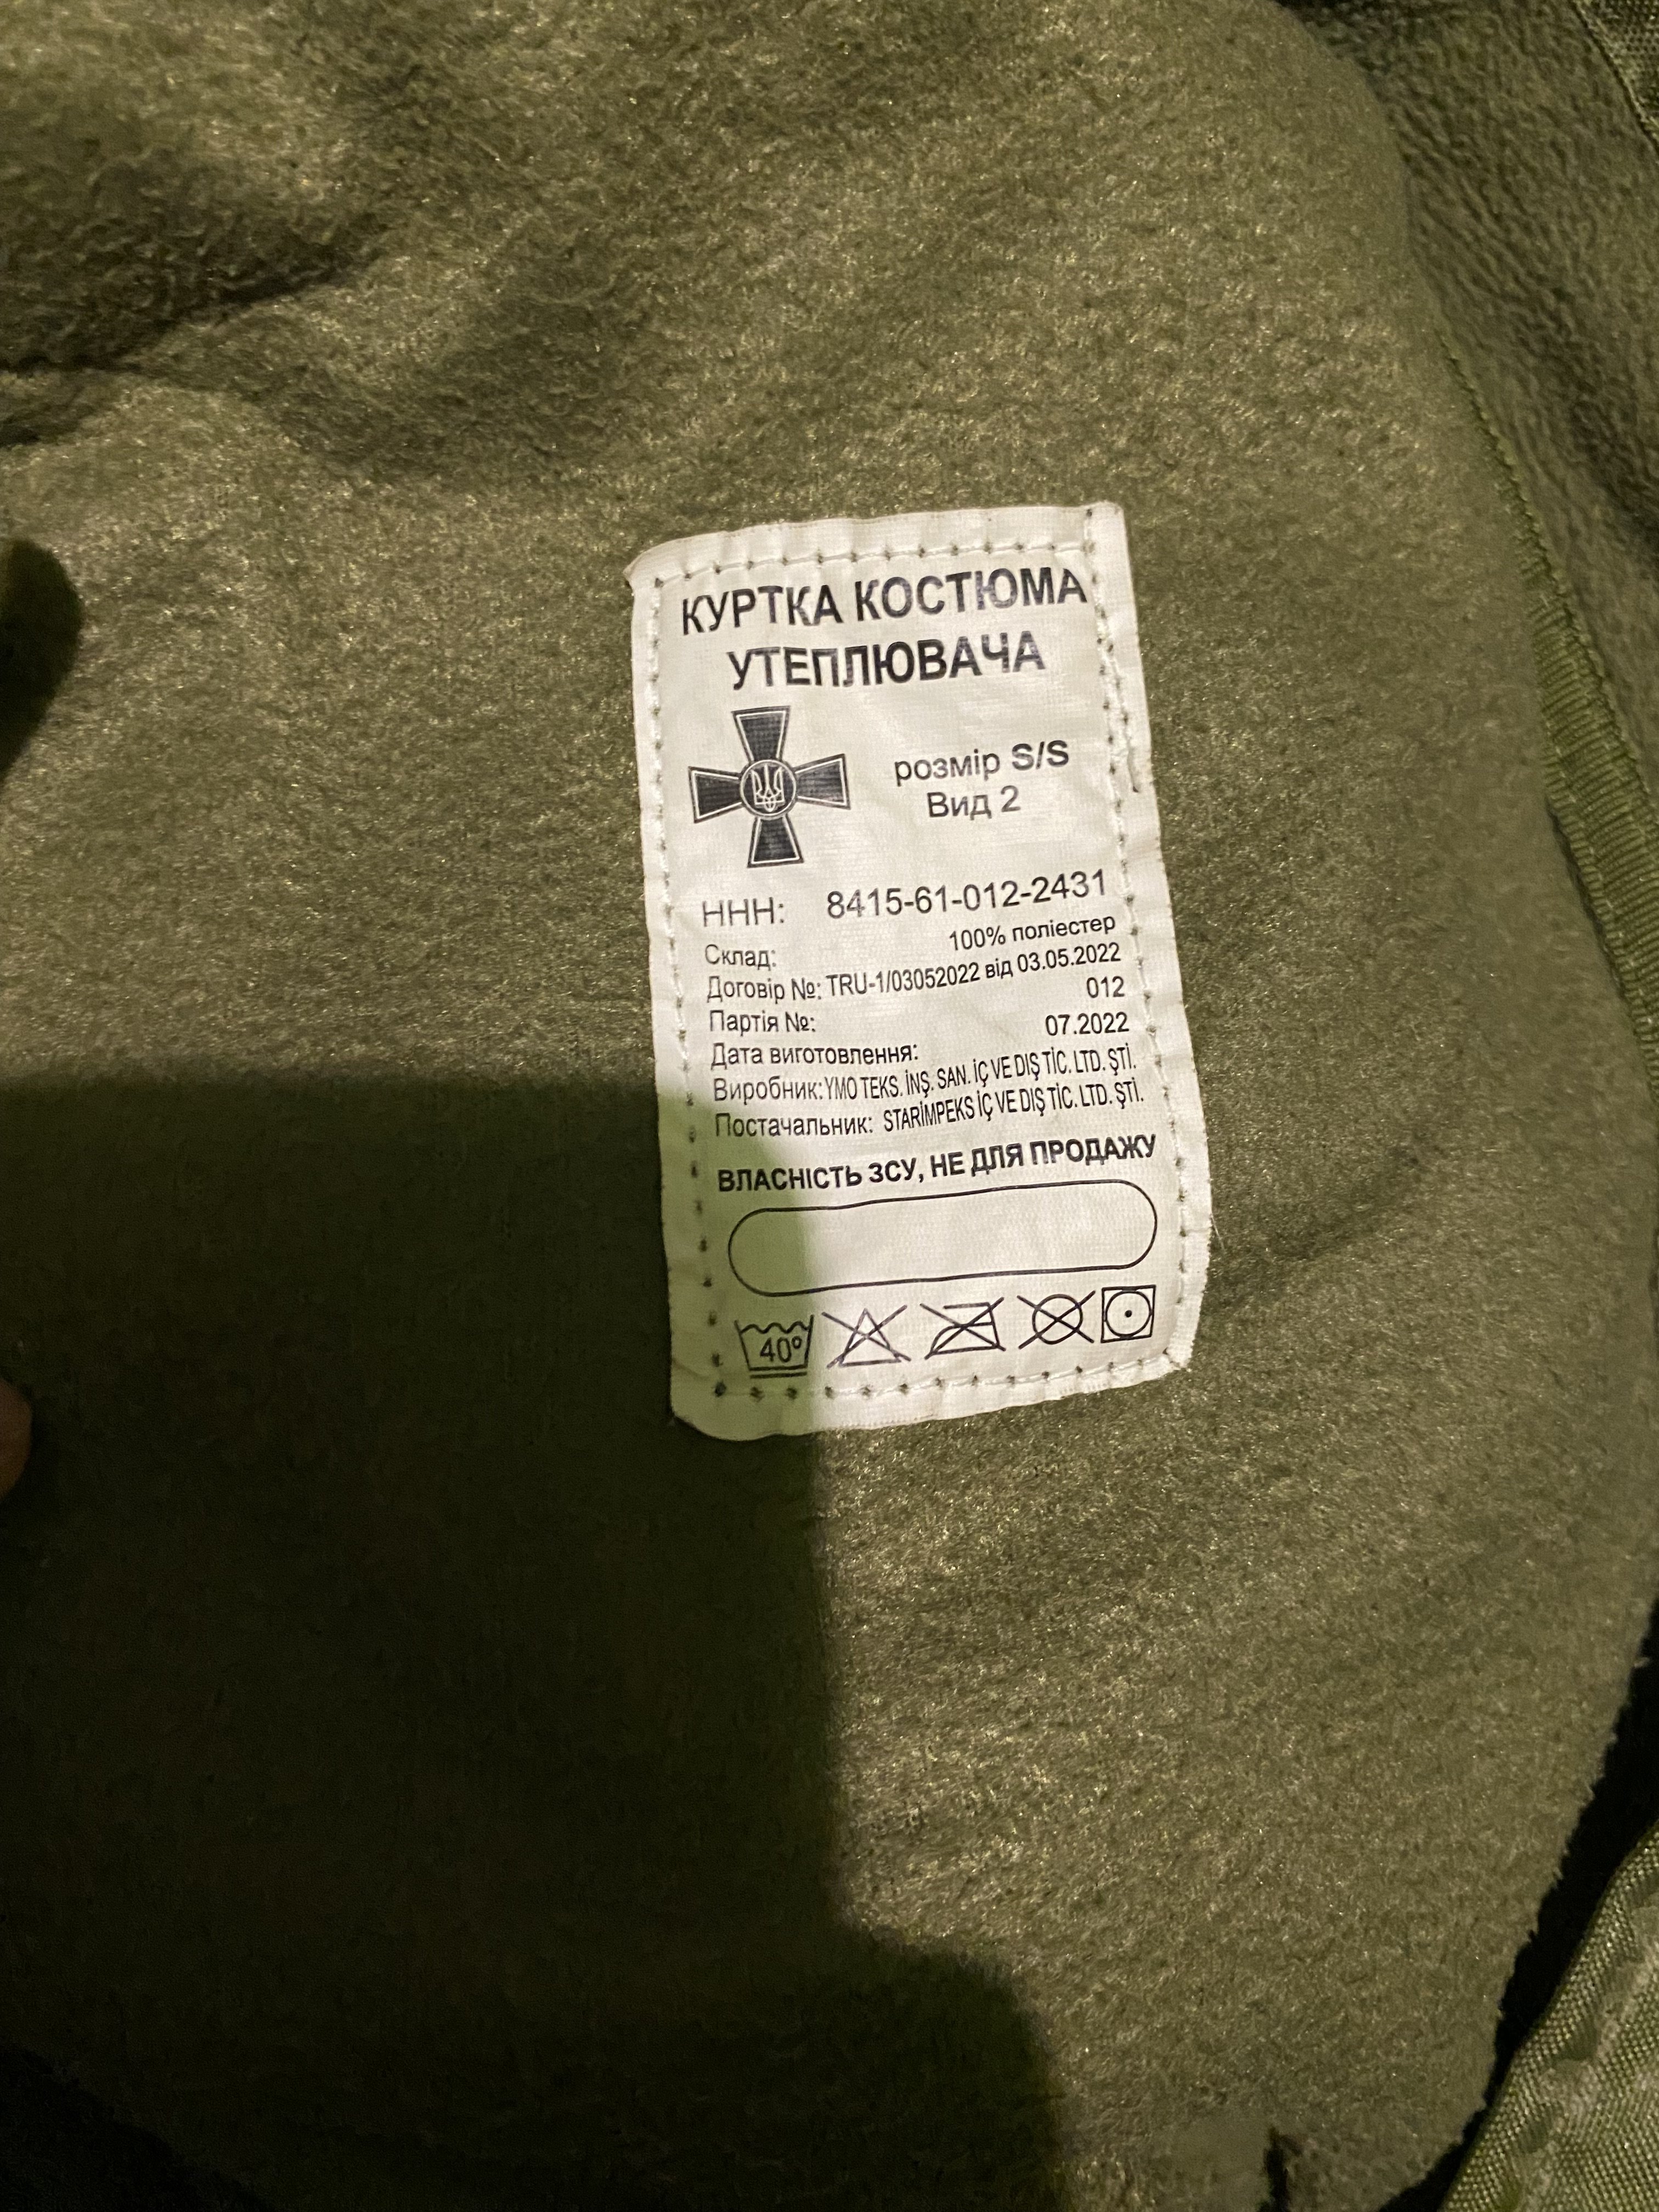 КУРТКА КОСТЮМА
УТЕПЛЮВАЧА
розмір S/S
Вид 2
ННН: 8415-61-012-2431
Склад: 100% поліестер
Договір №: TRU-1/03052022 від 03.05.2022
Партія №: 012
Дата виготовлення: 07.2022
Виробник: YMO TEKS. İNŞ. SAN. İÇ VE DIŞ TİC. LTD. ŞTİ.
Постачальник: STARİMPEKS İÇ VE DIŞ TİC. LTD. ŞTİ.
ВЛАСНІСТЬ ЗСУ, НЕ ДЛЯ ПРОДАЖУ
40°